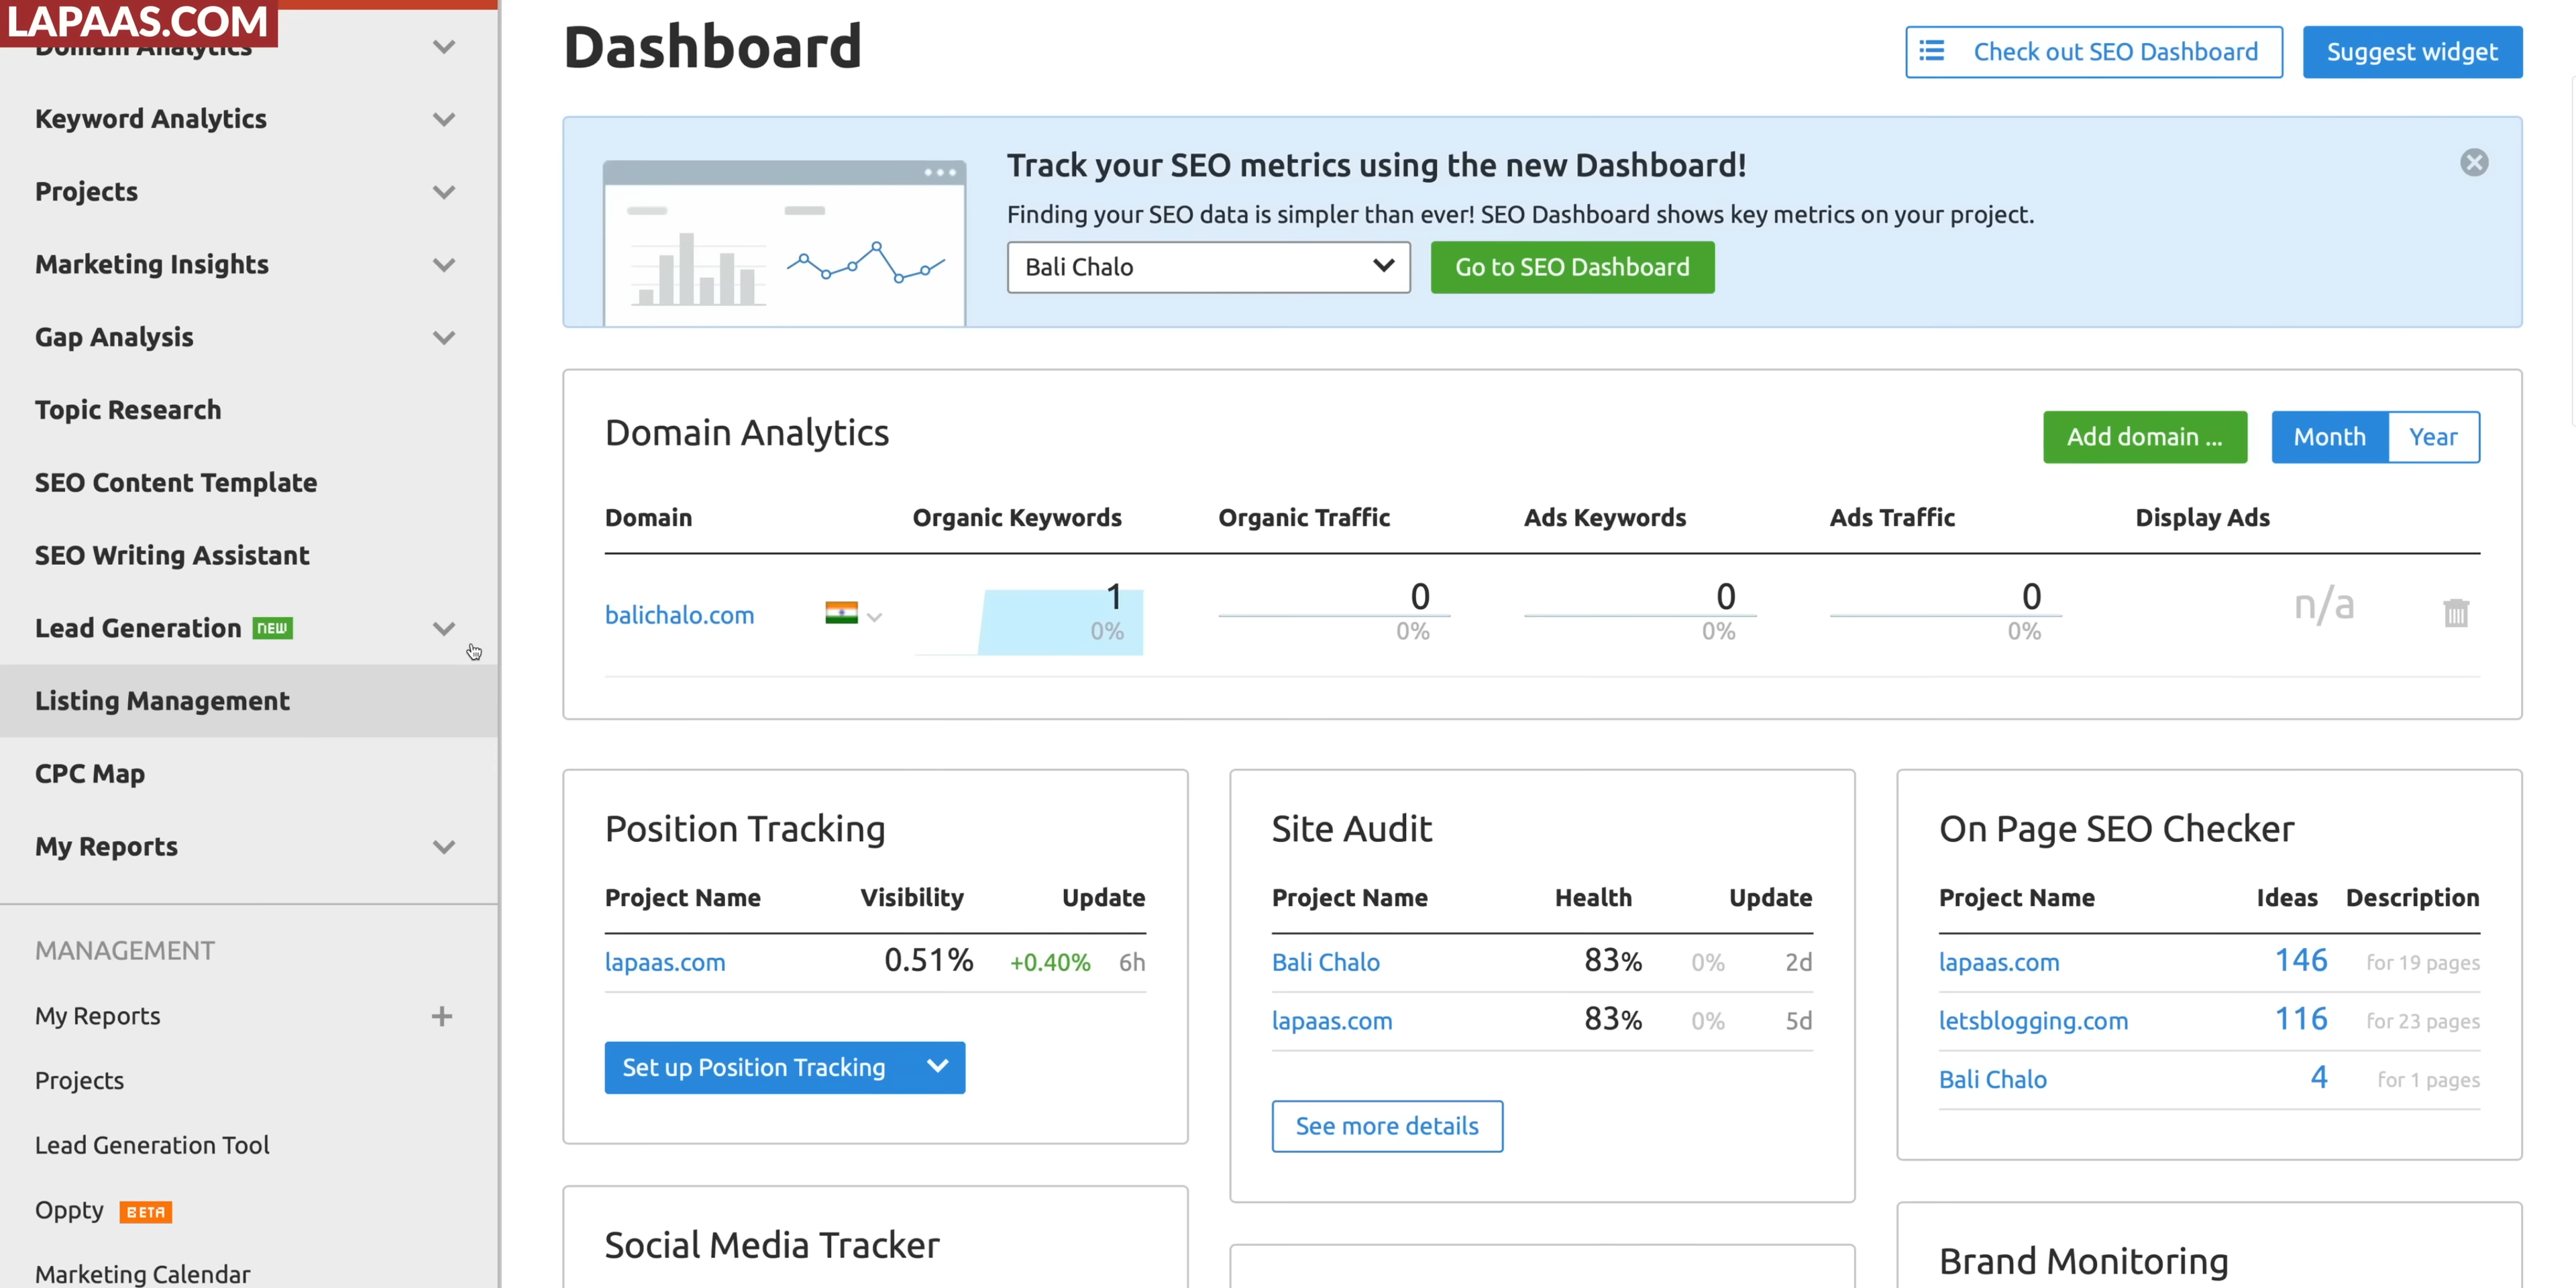 LAPAAS.COM
Domain Analytics
Keyword Analytics
Projects
Marketing Insights
Gap Analysis
Topic Research
SEO Content Template
SEO Writing Assistant
Lead Generation NEW
Listing Management
CPC Map
My Reports
MANAGEMENT
My Reports
Projects
Lead Generation Tool
Oppty BETA
Marketing Calendar
Dashboard
Check out SEO Dashboard
Suggest widget
Track your SEO metrics using the new Dashboard!
Finding your SEO data is simpler than ever! SEO Dashboard shows key metrics on your project.
Bali Chalo
Go to SEO Dashboard
Domain Analytics
Add domain ...
Month Year
Domain Organic Keywords Organic Traffic Ads Keywords Ads Traffic Display Ads
balichalo.com 1 0 0 0 n/a
0% 0% 0% 0%
Position Tracking
Project Name Visibility Update
lapaas.com 0.51% +0.40% 6h
Set up Position Tracking
Site Audit
Project Name Health Update
Bali Chalo 83% 0% 2d
lapaas.com 83% 0% 5d
See more details
On Page SEO Checker
Project Name Ideas Description
lapaas.com 146 for 19 pages
letsblogging.com 116 for 23 pages
Bali Chalo 4 for 1 pages
Social Media Tracker
Brand Monitoring